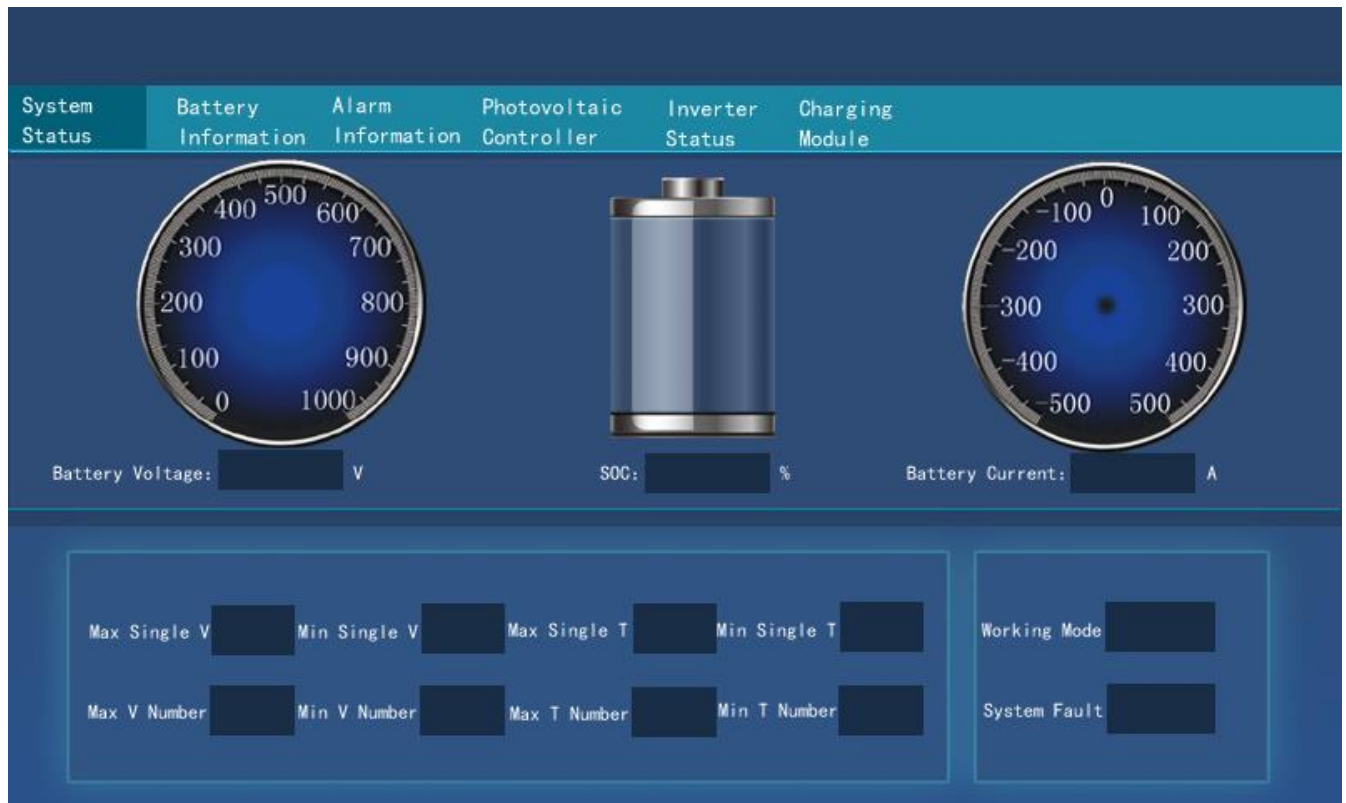 System Status
Battery Information
Alarm Information
Photovoltaic Controller
Inverter Status
Charging Module
0
100
200
300
400
500
600
700
800
900
1000
-500
-400
-300
-200
-100
0
100
200
300
400
500
Battery Voltage: V
SOC: %
Battery Current: A
Max Single V Min Single V Max Single T Min Single T
Working Mode
Max V Number Min V Number Max T Number Min T Number
System Fault